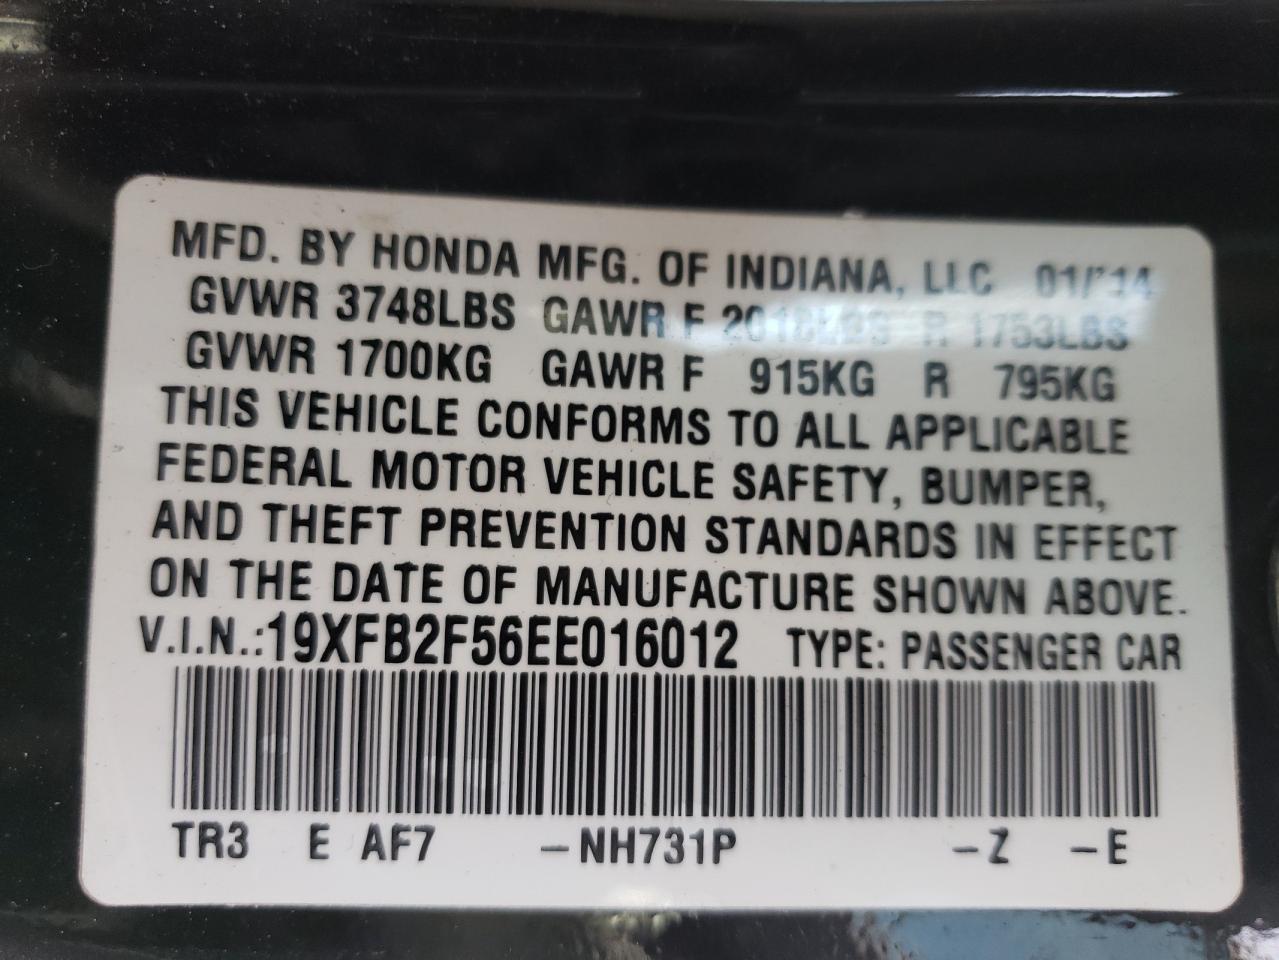 MFD. BY HONDA MFG. OF INDIANA, LLC 01/14
GVWR 3748LBS GAWR F 2018LBS R 1753LBS
GVWR 1700KG GAWR F 915KG R 795KG
THIS VEHICLE CONFORMS TO ALL APPLICABLE
FEDERAL MOTOR VEHICLE SAFETY, BUMPER,
AND THEFT PREVENTION STANDARDS IN EFFECT
ON THE DATE OF MANUFACTURE SHOWN ABOVE.
V.I.N.:19XFB2F56EE016012 TYPE: PASSENGER CAR
TR3 E AF7 -NH731P -Z -E